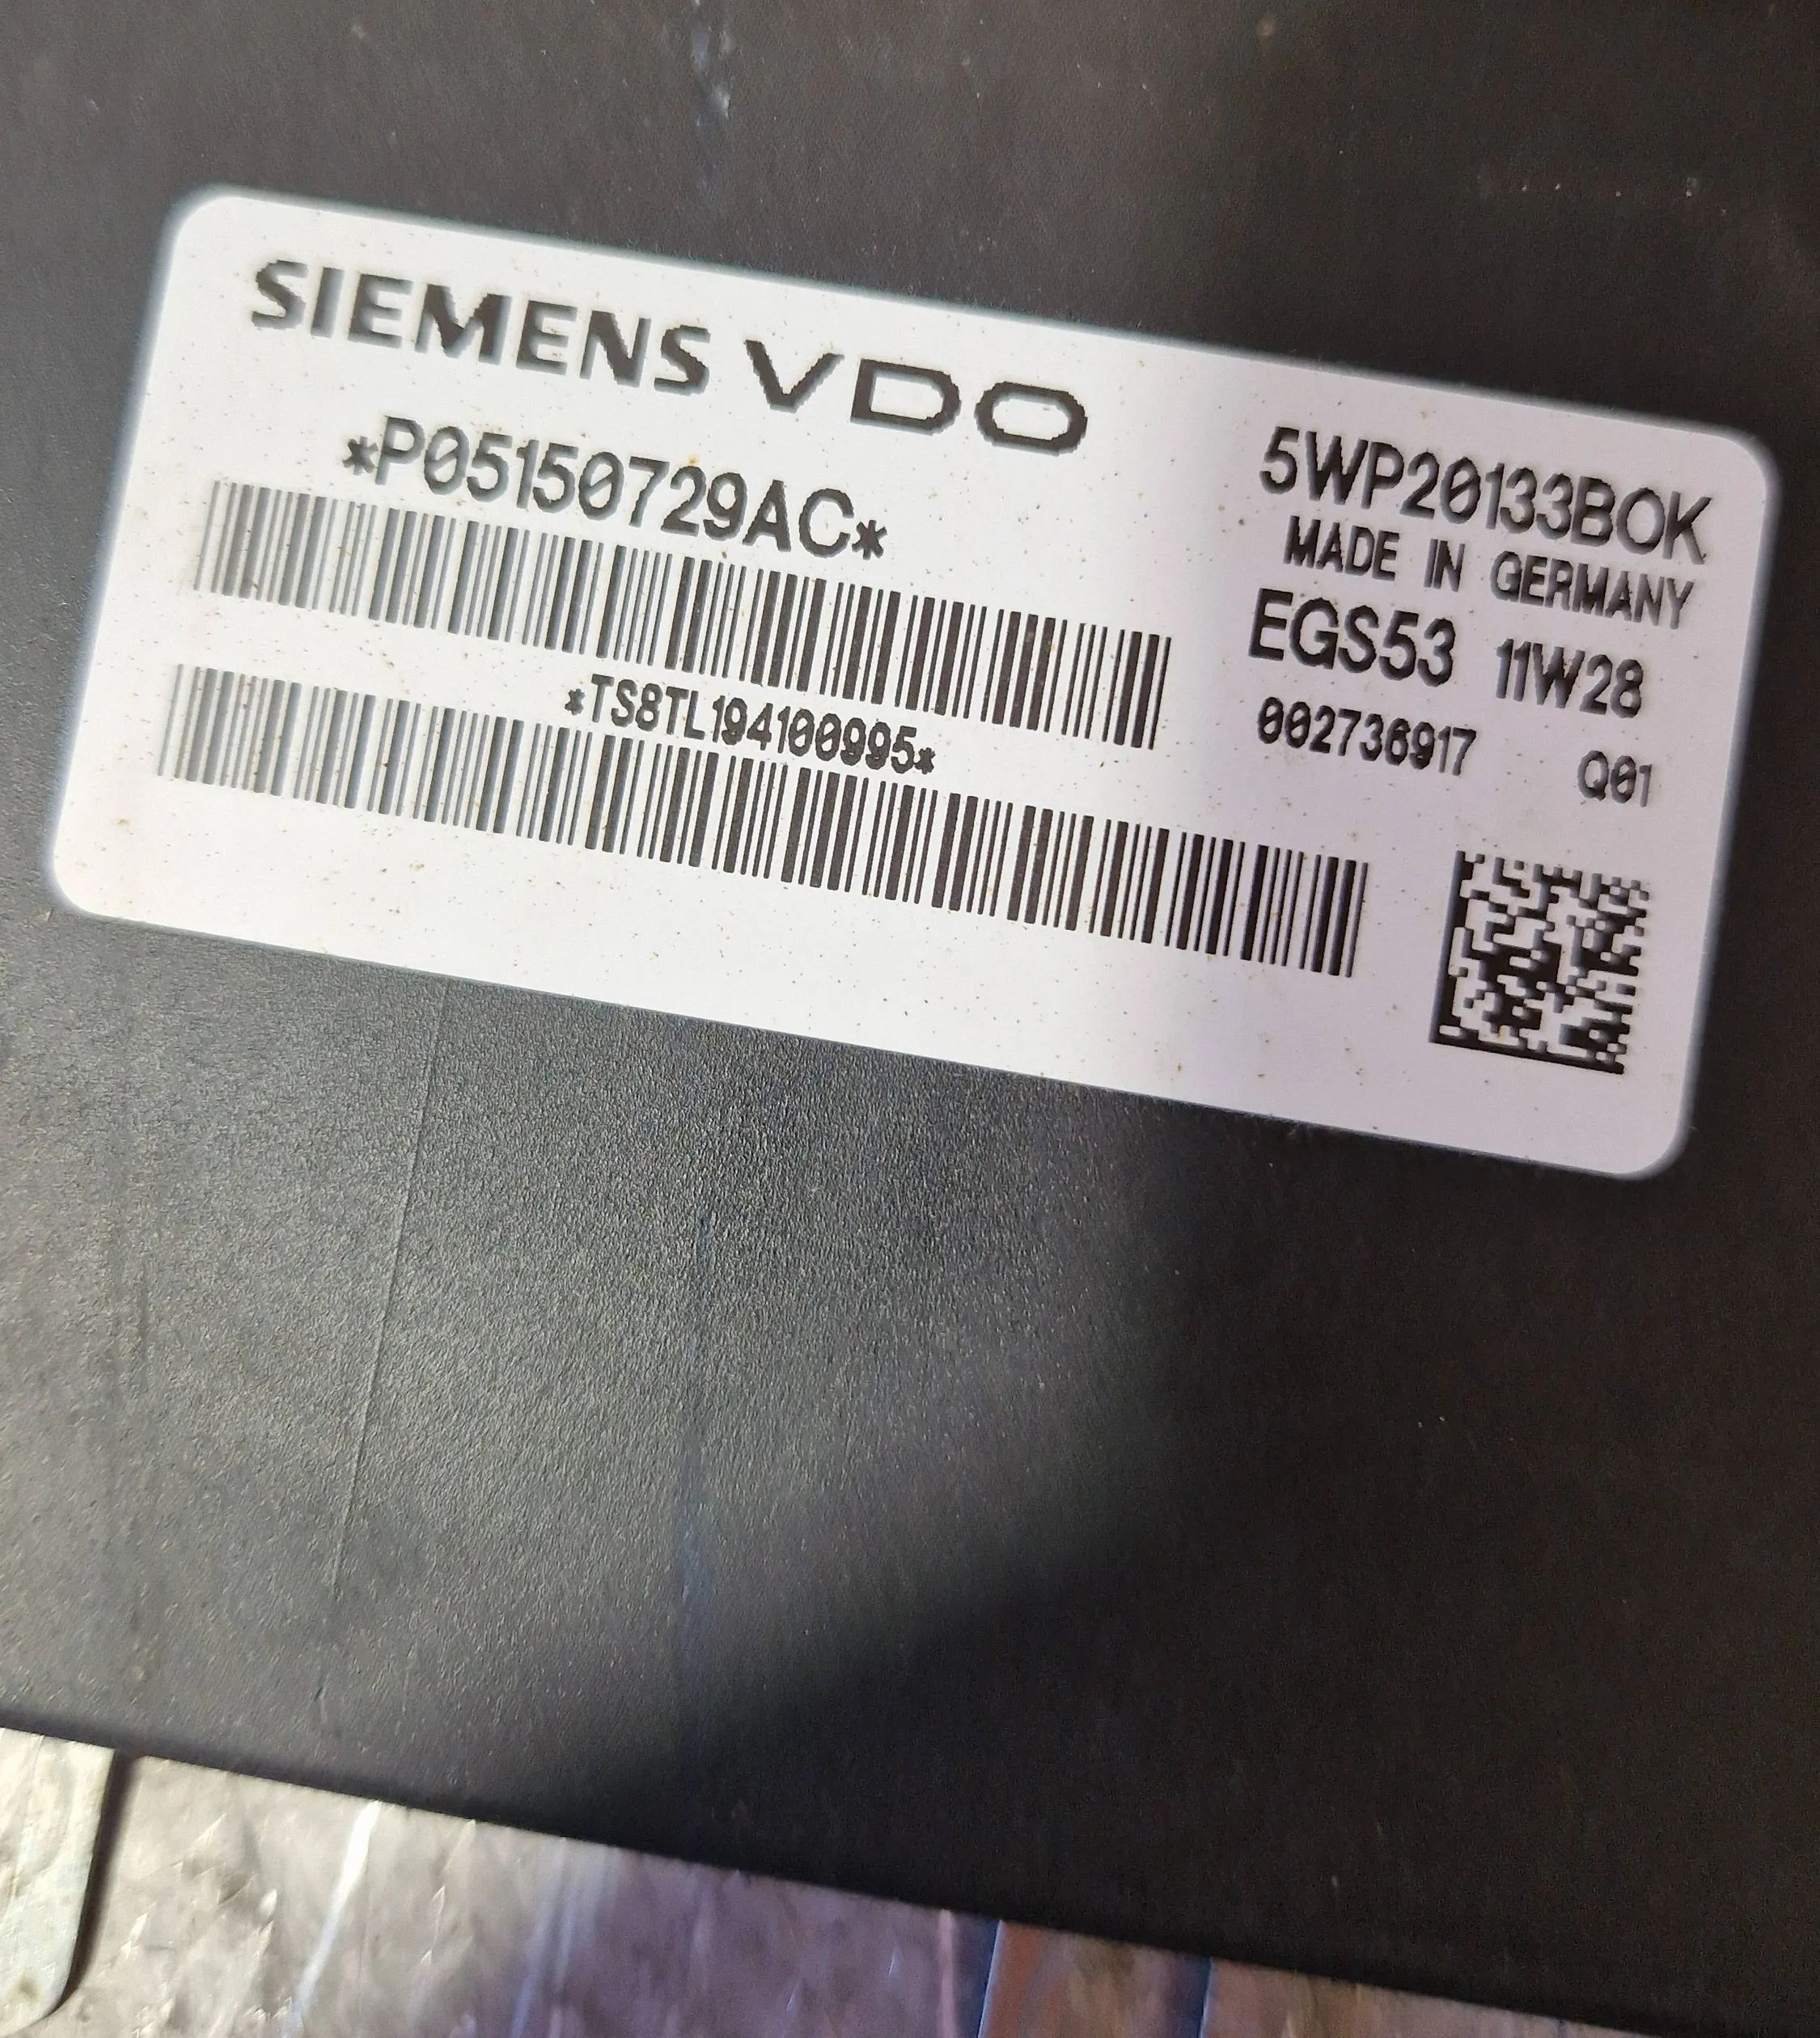 SIEMENS VDO
*P05150729AC*
*TS8TL194100995*
5WP20133BOK
MADE IN GERMANY
EGS53 11W28
002736917 Q01